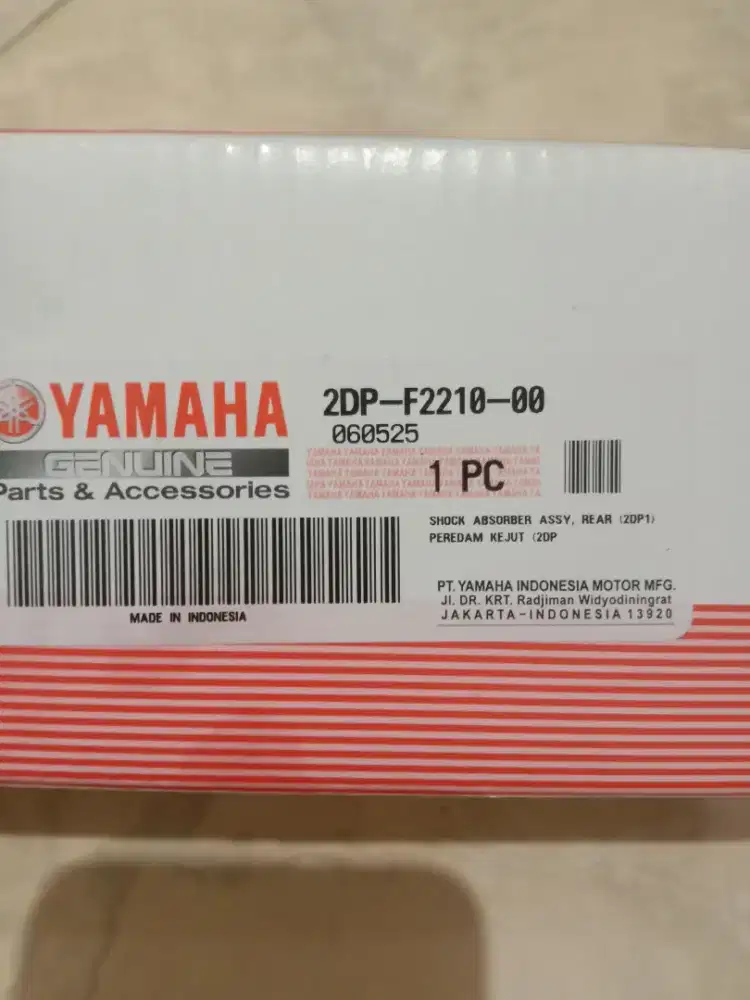 YAMAHA
GENUINE
Parts & Accessories
2DP-F2210-00
060525
1 PC
SHOCK ABSORBER ASSY, REAR (2DP1)
PEREDAM KEJUT (2DP
MADE IN INDONESIA
PT. YAMAHA INDONESIA MOTOR MFG.
Jl. DR. KRT. Radjiman Widyodiningrat
JAKARTA-INDONESIA 13920